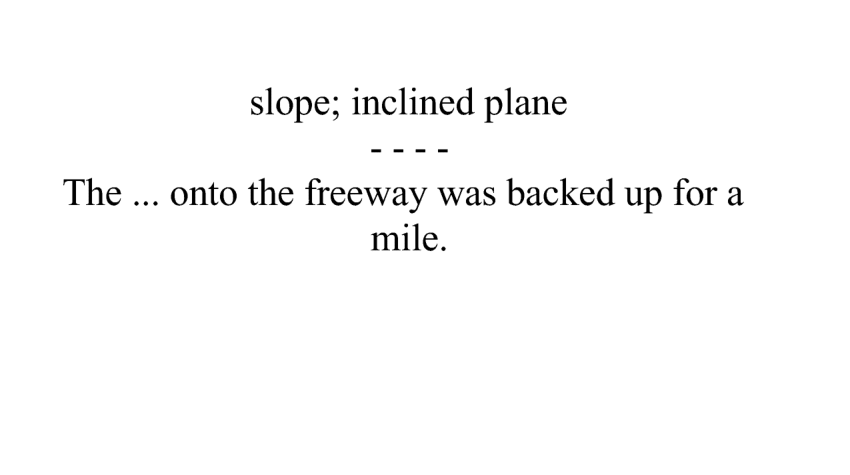 slope; inclined plane
- - - -
The ... onto the freeway was backed up for a
mile.